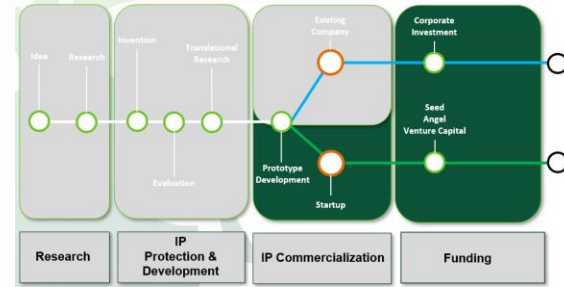 Idea
Research
Invention
Evaluation
Translational
Research
Prototype
Development
Existing
Company
Startup
Corporate
Investment
Seed
Angel
Venture Capital
Research
IP
Protection &
Development
IP Commercialization
Funding